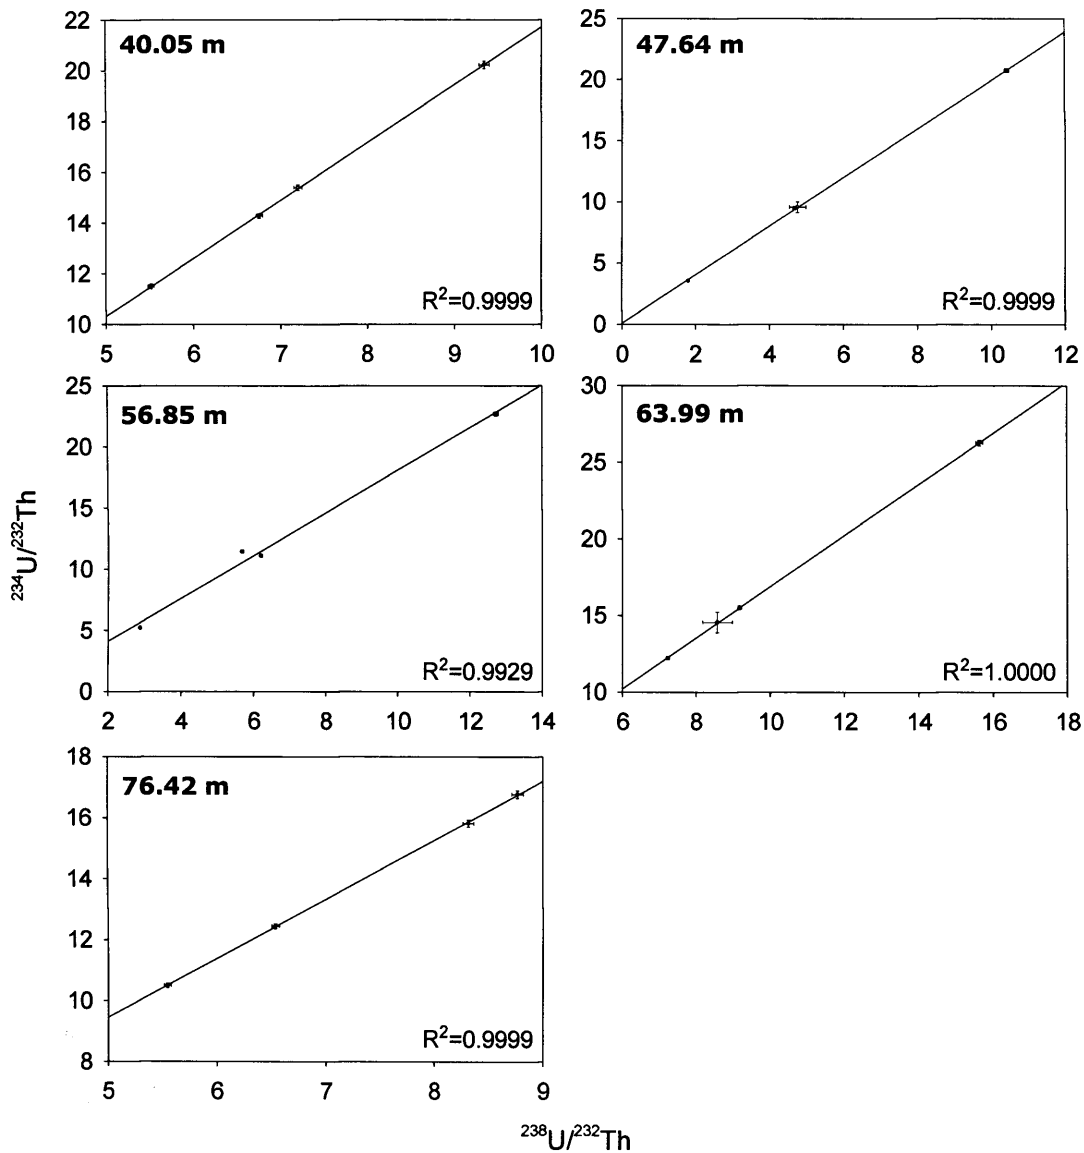 40.05 m
22
20
18
16
14
12
10
R²=0.9999
5 6 7 8 9 10
47.64 m
25
20
15
10
5
0
R²=0.9999
0 2 4 6 8 10 12
56.85 m
25
20
15
10
5
0
R²=0.9929
2 4 6 8 10 12 14
63.99 m
30
25
20
15
10
R²=1.0000
6 8 10 12 14 16 18
²³⁴U/²³²Th
76.42 m
18
16
14
12
10
8
R²=0.9999
5 6 7 8 9
²³⁸U/²³²Th